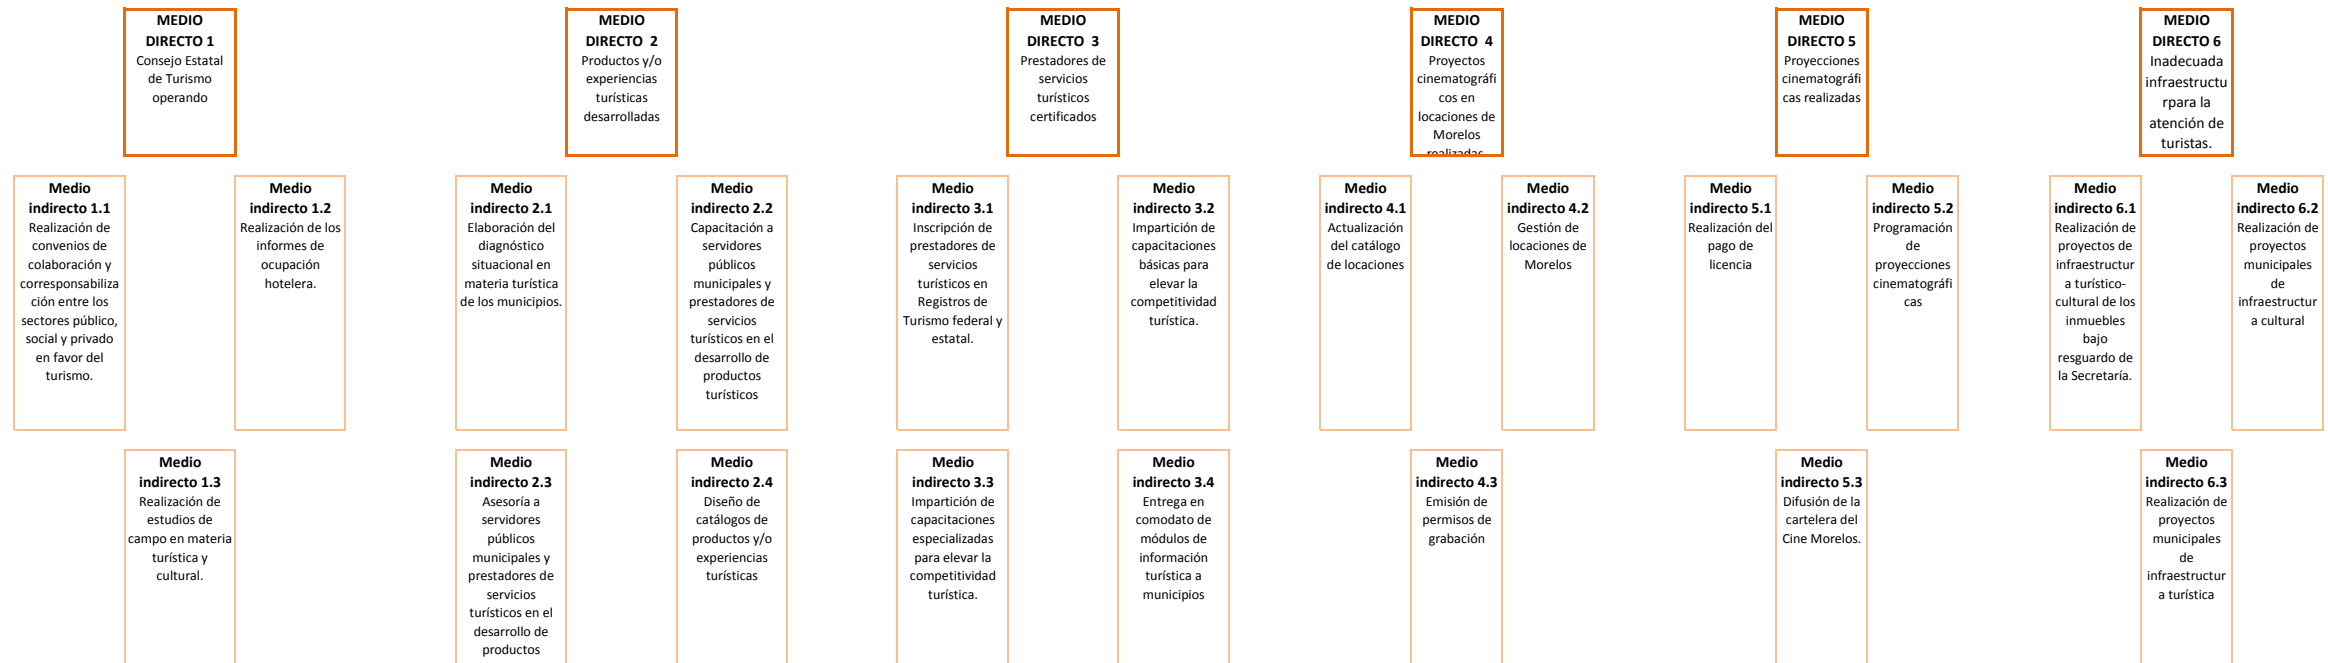 MEDIO
DIRECTO 1
Consejo Estatal
de Turismo
operando
MEDIO
DIRECTO 2
Productos y/o
experiencias
turísticas
desarrolladas
MEDIO
DIRECTO 3
Prestadores de
servicios
turísticos
certificados
MEDIO
DIRECTO 4
Proyectos
cinematográfi
cos en
locaciones de
Morelos
realizadas
MEDIO
DIRECTO 5
Proyecciones
cinematográfi
cas realizadas
MEDIO
DIRECTO 6
Inadecuada
infraestructu
rpara la
atención de
turistas.
Medio
indirecto 1.1
Realización de
convenios de
colaboración y
corresponsabiliza
ción entre los
sectores público,
social y privado
en favor del
turismo.
Medio
indirecto 1.2
Realización de los
informes de
ocupación
hotelera.
Medio
indirecto 2.1
Elaboración del
diagnóstico
situacional en
materia turística
de los municipios.
Medio
indirecto 2.2
Capacitación a
servidores
públicos
municipales y
prestadores de
servicios
turísticos en el
desarrollo de
productos
turísticos
Medio
indirecto 3.1
Inscripción de
prestadores de
servicios
turísticos en
Registros de
Turismo federal y
estatal.
Medio
indirecto 3.2
Impartición de
capacitaciones
básicas para
elevar la
competitividad
turística.
Medio
indirecto 4.1
Actualización
del catálogo
de locaciones
Medio
indirecto 4.2
Gestión de
locaciones de
Morelos
Medio
indirecto 5.1
Realización del
pago de
licencia
Medio
indirecto 5.2
Programación
de
proyecciones
cinematográfi
cas
Medio
indirecto 6.1
Realización de
proyectos de
infraestructur
a turístico-
cultural de los
inmuebles
bajo
resguardo de
la Secretaría.
Medio
indirecto 6.2
Realización de
proyectos
municipales
de
infraestructur
a cultural
Medio
indirecto 1.3
Realización de
estudios de
campo en materia
turística y
cultural.
Medio
indirecto 2.3
Asesoría a
servidores
públicos
municipales y
prestadores de
servicios
turísticos en el
desarrollo de
productos
Medio
indirecto 2.4
Diseño de
catálogos de
productos y/o
experiencias
turísticas
Medio
indirecto 3.3
Impartición de
capacitaciones
especializadas
para elevar la
competitividad
turística.
Medio
indirecto 3.4
Entrega en
comodato de
módulos de
información
turística a
municipios
Medio
indirecto 4.3
Emisión de
permisos de
grabación
Medio
indirecto 5.3
Difusión de la
cartelera del
Cine Morelos.
Medio
indirecto 6.3
Realización de
proyectos
municipales
de
infraestructur
a turística